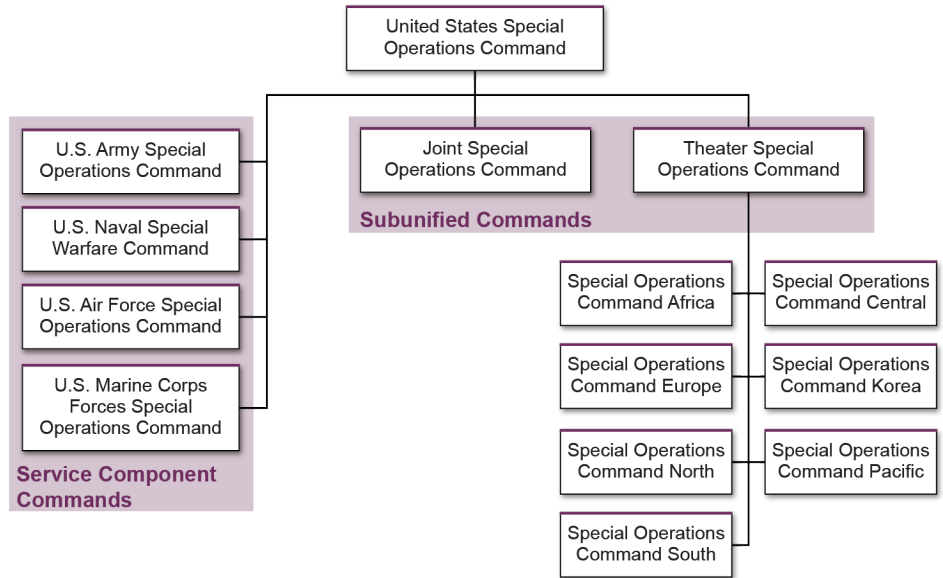 United States Special
Operations Command
U.S. Army Special
Operations Command
U.S. Naval Special
Warfare Command
U.S. Air Force Special
Operations Command
U.S. Marine Corps
Forces Special
Operations Command
Service Component
Commands
Joint Special
Operations Command
Theater Special
Operations Command
Subunified Commands
Special Operations
Command Africa
Special Operations
Command Central
Special Operations
Command Europe
Special Operations
Command Korea
Special Operations
Command North
Special Operations
Command Pacific
Special Operations
Command South